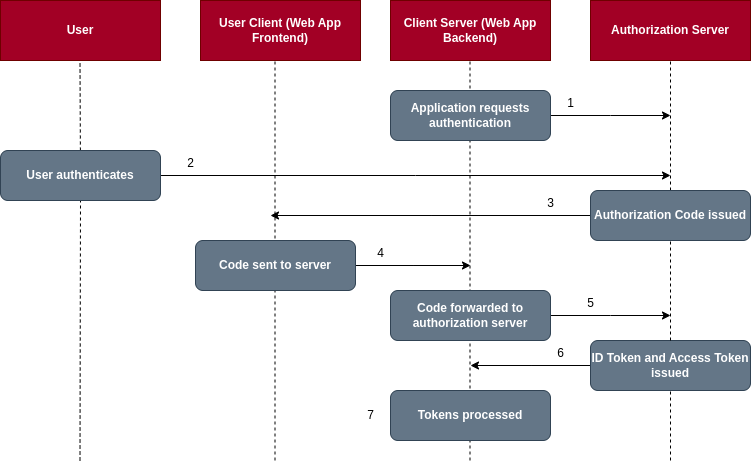 User
User Client (Web App
Frontend)
Client Server (Web App
Backend)
Authorization Server
Application requests
authentication
1
User authenticates
2
3
Authorization Code issued
Code sent to server
4
Code forwarded to
authorization server
5
6
ID Token and Access Token
issued
7
Tokens processed